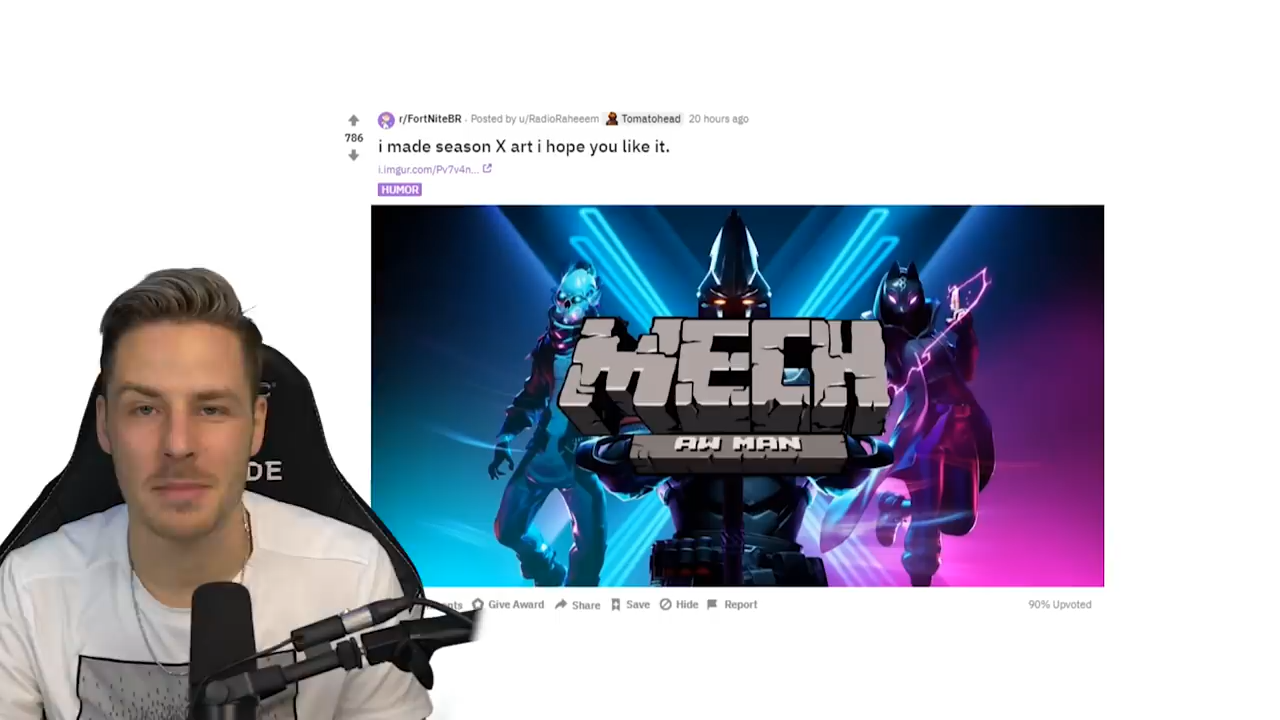 r/FortNiteBR · Posted by u/RadioRaheeem Tomatohead 20 hours ago
786
i made season X art i hope you like it.
i.imgur.com/Pv7v4n...
HUMOR
MECH
AW MAN
DE
Give Award Share Save Hide Report 90% Upvoted